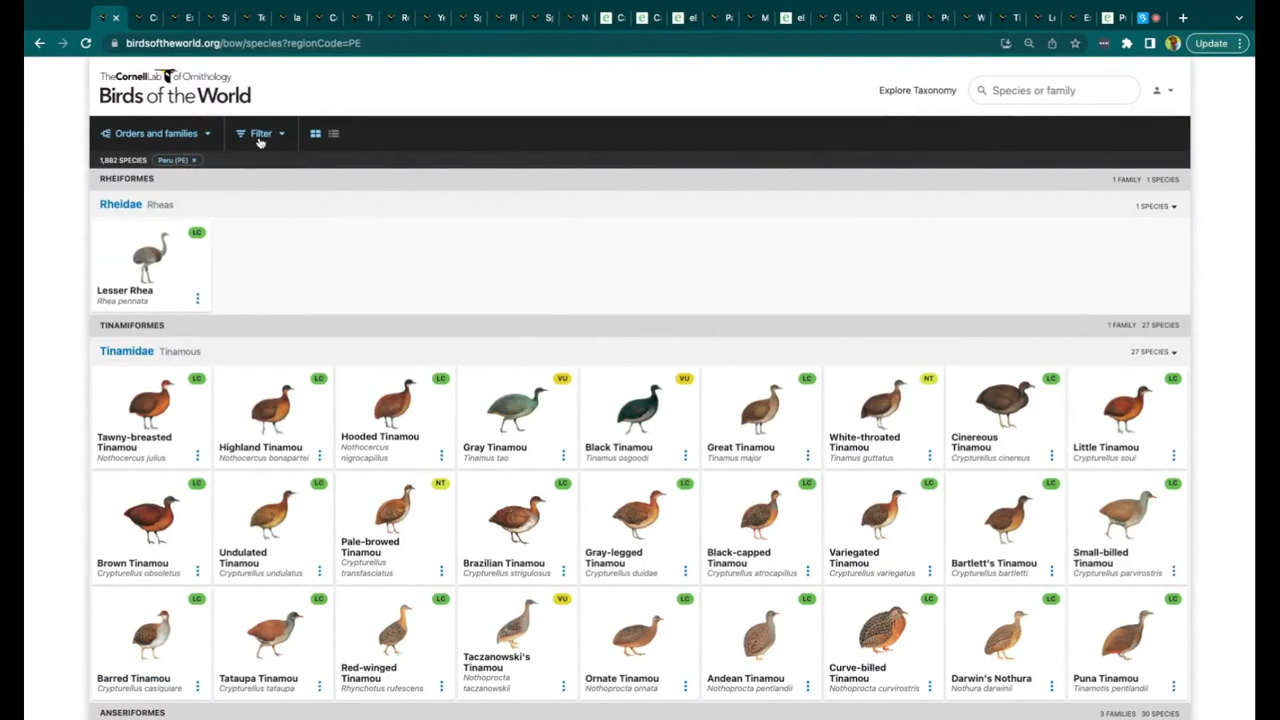 birdsoftheworld.org/bow/species?regionCode=PE
Update
TheCornellLab of Ornithology
Birds of the World
Explore Taxonomy
Species or family
Orders and families
Filter
1,882 SPECIES
Peru (PE) ×
RHEIFORMES
1 FAMILY 1 SPECIES
Rheidae Rheas
1 SPECIES
LC
Lesser Rhea
Rhea pennata
TINAMIFORMES
1 FAMILY 27 SPECIES
Tinamidae Tinamous
27 SPECIES
LC
Tawny-breasted
Tinamou
Nothocercus julius
LC
Highland Tinamou
Nothocercus bonapartei
LC
Hooded Tinamou
Nothocercus
nigrocapillus
VU
Gray Tinamou
Tinamus tao
VU
Black Tinamou
Tinamus osgoodi
LC
Great Tinamou
Tinamus major
NT
White-throated
Tinamou
Tinamus guttatus
LC
Cinereous
Tinamou
Crypturellus cinereus
LC
Little Tinamou
Crypturellus soui
LC
Brown Tinamou
Crypturellus obsoletus
LC
Undulated
Tinamou
Crypturellus undulatus
NT
Pale-browed
Tinamou
Crypturellus
transfasciatus
LC
Brazilian Tinamou
Crypturellus strigulosus
LC
Gray-legged
Tinamou
Crypturellus duidae
LC
Black-capped
Tinamou
Crypturellus atrocapillus
LC
Variegated
Tinamou
Crypturellus variegatus
LC
Bartlett's Tinamou
Crypturellus bartletti
LC
Small-billed
Tinamou
Crypturellus parvirostris
LC
Barred Tinamou
Crypturellus casiquiare
LC
Tataupa Tinamou
Crypturellus tataupa
LC
Red-winged
Tinamou
Rhynchotus rufescens
VU
Taczanowski's
Tinamou
Nothoprocta
taczanowskii
LC
Ornate Tinamou
Nothoprocta ornata
LC
Andean Tinamou
Nothoprocta pentlandii
LC
Curve-billed
Tinamou
Nothoprocta curvirostris
LC
Darwin's Nothura
Nothura darwinii
LC
Puna Tinamou
Tinamotis pentlandii
ANSERIFORMES
3 FAMILIES 30 SPECIES